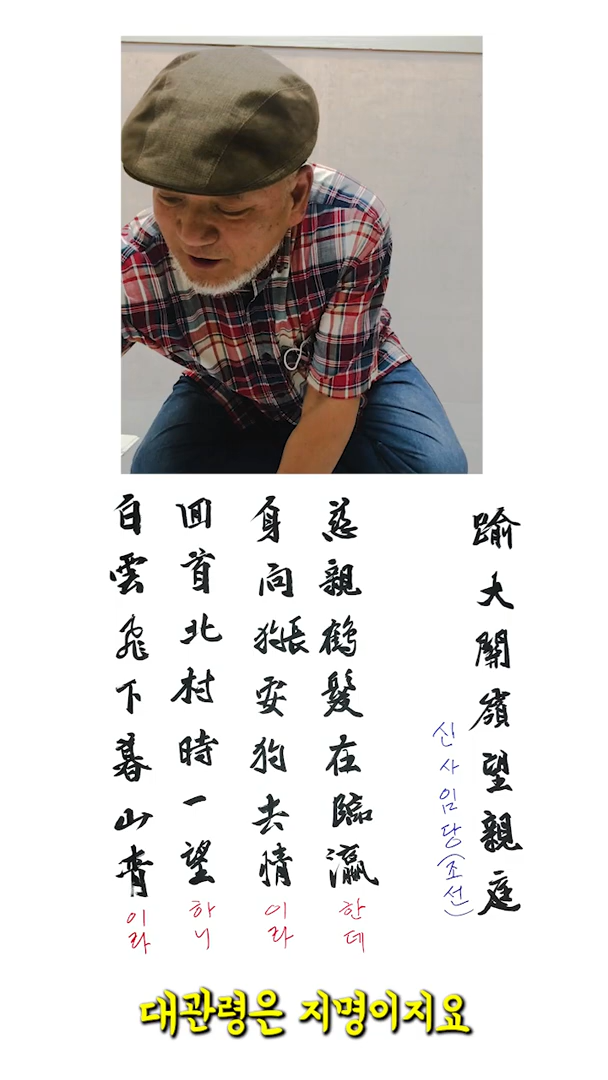 踰大關嶺望親庭
신사임당(조선)
慈親鶴髮在臨瀛한데
身向獨長安獨去情이라
回首北村時一望하니
白雲飛下暮山靑이라
대관령은 지명이지요